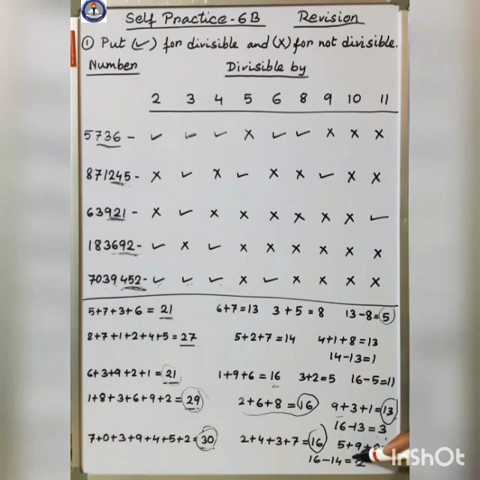 Self Practice-6B Revision
① Put (✓) for divisible and (X) for not divisible.
Number Divisible by
2 3 4 5 6 8 9 10 11
5736 - ✓ ✓ ✓ X ✓ ✓ X X X
871245 - X ✓ X ✓ X X ✓ X X
63921 - X ✓ X X X X X X ✓
183692 - ✓ X ✓ X X X X X X
7039452 - ✓ ✓ ✓ X ✓ X X X X
5+7+3+6 = 21 6+7=13 3+5=8 13-8=5
8+7+1+2+4+5=27 5+2+7=14 4+1+8=13
14-13=1
6+3+9+2+1=21 1+9+6=16 3+2=5 16-5=11
1+8+3+6+9+2=29 2+6+8=16 9+3+1=13
16-13=3
7+0+3+9+4+5+2=30 2+4+3+7=16 5+9+
16-14=2
InShOt